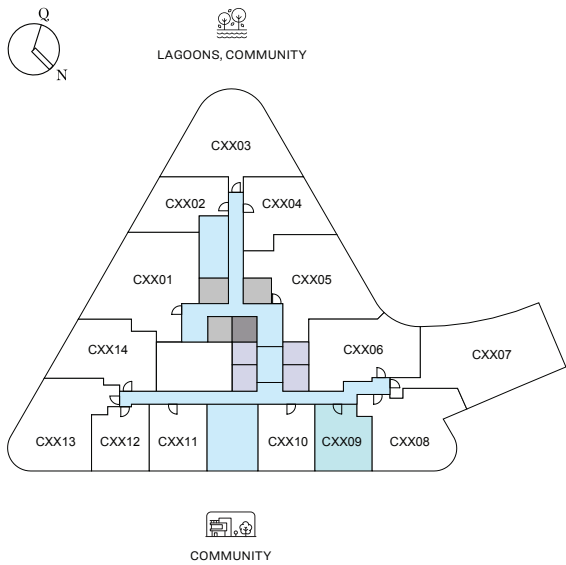 Q
N
LAGOONS, COMMUNITY
CXX03
CXX02
CXX04
CXX01
CXX05
CXX14
CXX06
CXX07
CXX13
CXX12
CXX11
CXX10
CXX09
CXX08
COMMUNITY